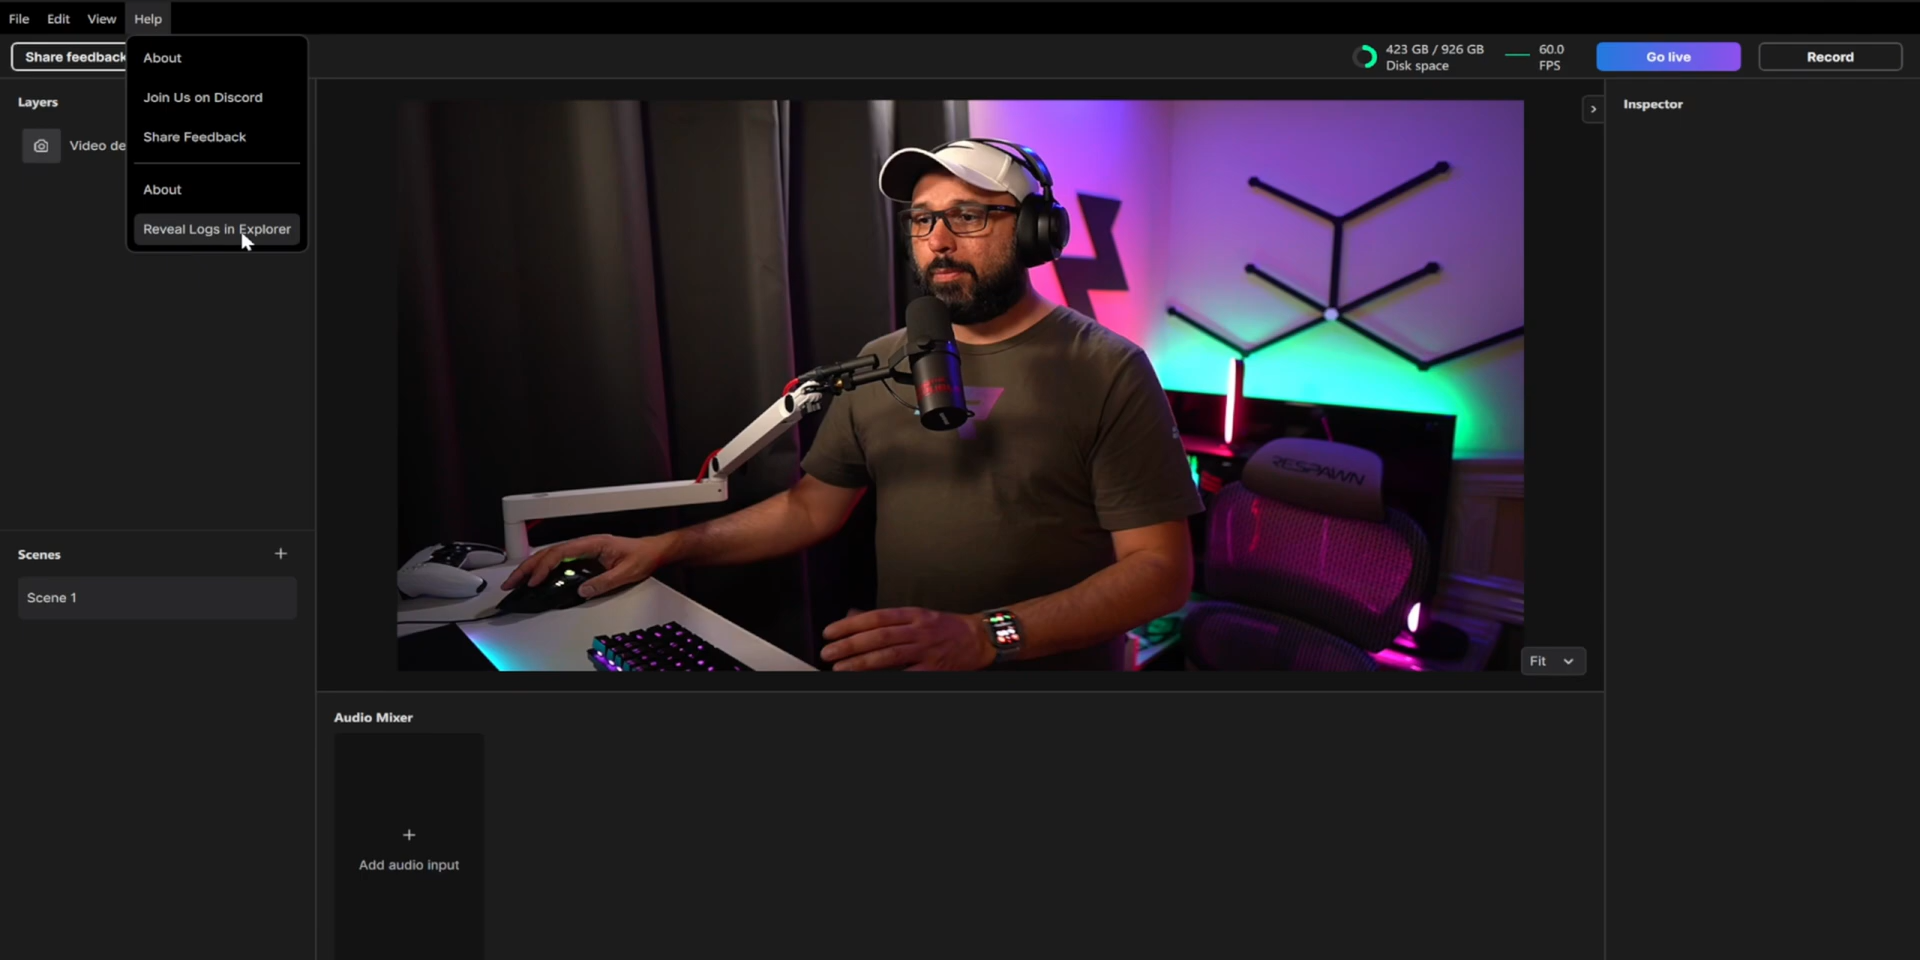 File Edit View Help
Share feedback
About
Join Us on Discord
Share Feedback
About
Reveal Logs in Explorer
423 GB / 926 GB
Disk space
60.0
FPS
Go live
Record
Layers
Video de
Inspector
RESPAWN
Fit
Scenes
Scene 1
Audio Mixer
Add audio input